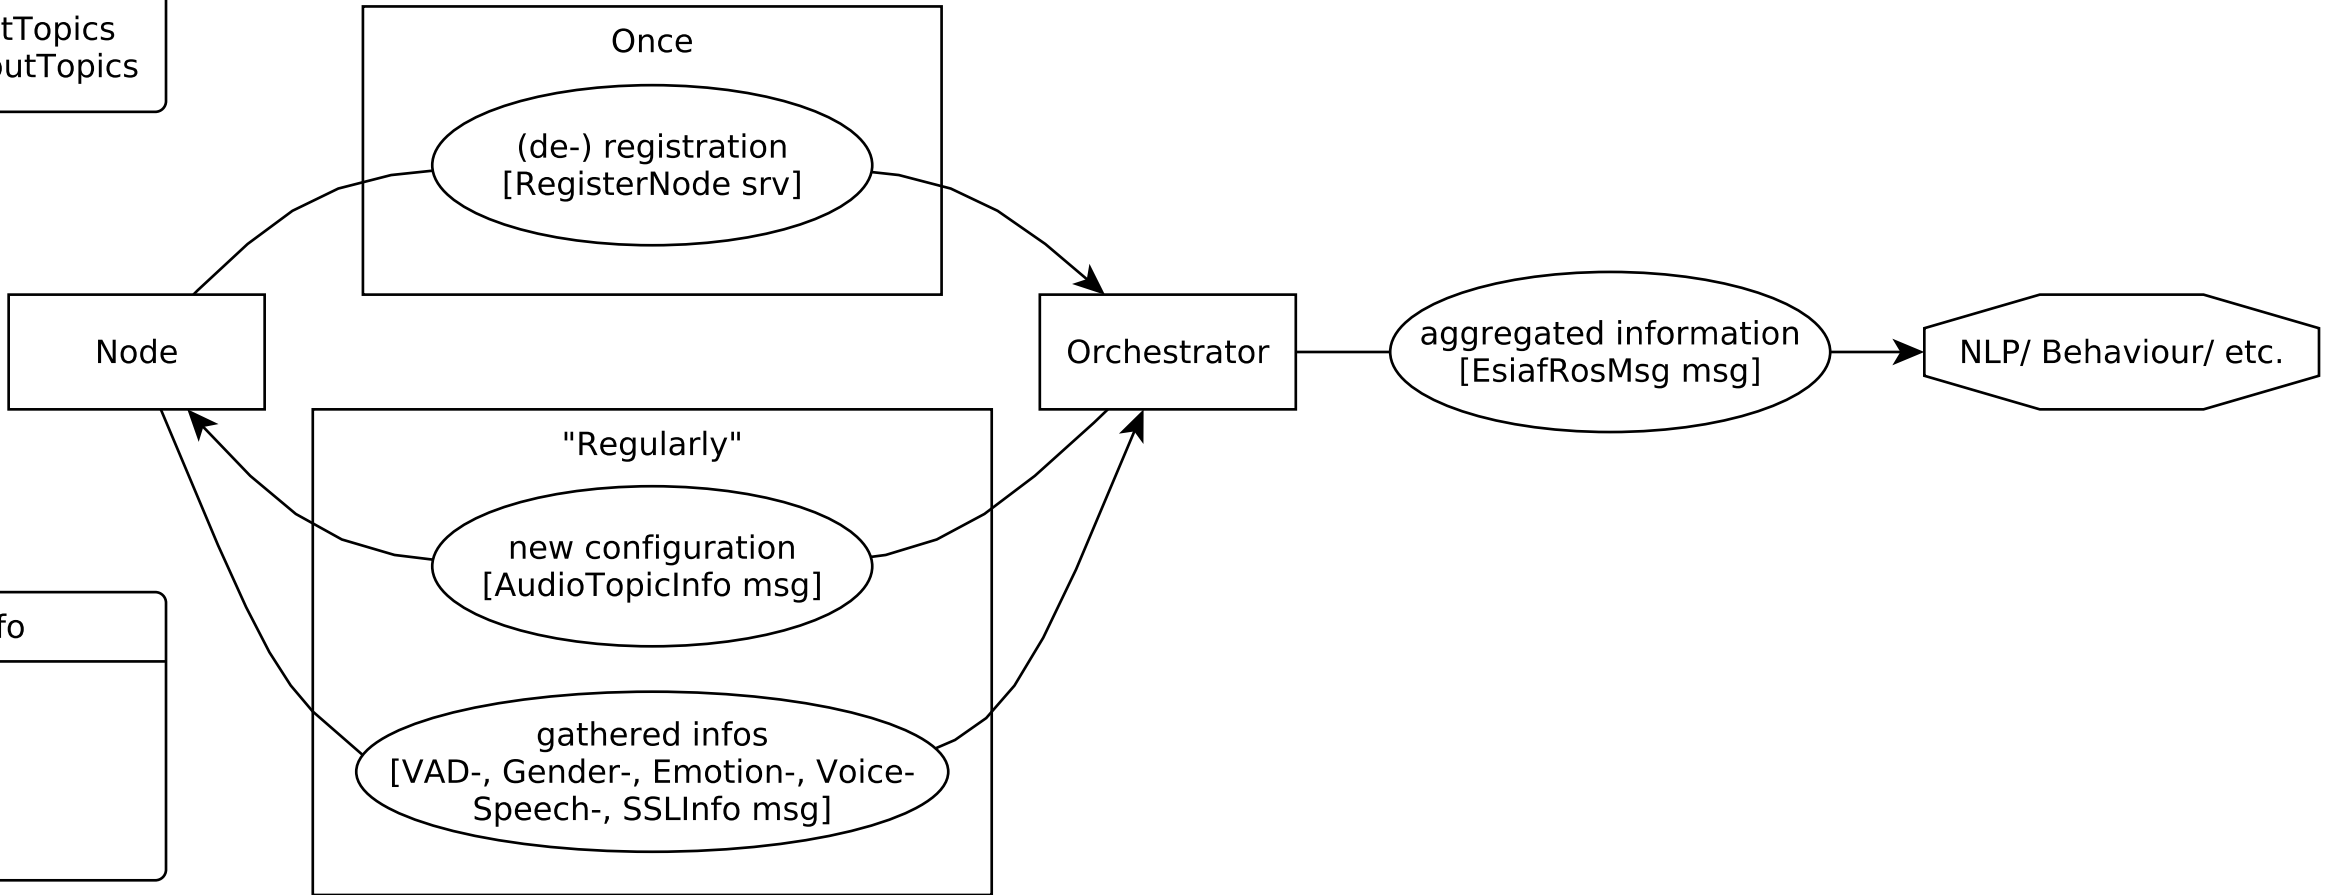 tTopics
outTopics
Once
(de-) registration
[RegisterNode srv]
Node
Orchestrator
aggregated information
[EsiafRosMsg msg]
NLP/ Behaviour/ etc.
"Regularly"
new configuration
[AudioTopicInfo msg]
fo
gathered infos
[VAD-, Gender-, Emotion-, Voice-
Speech-, SSLInfo msg]